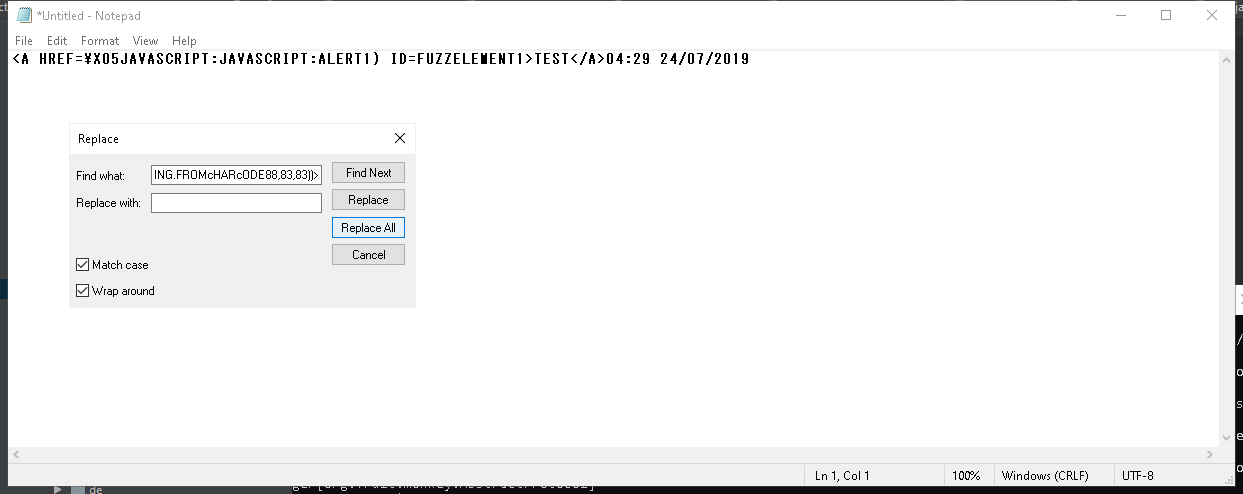 *Untitled - Notepad
File Edit Format View Help
<A HREF=¥X05JAVASCRIPT:JAVASCRIPT:ALERT1) ID=FUZZELEMENT1>TEST</A>04:29 24/07/2019
Replace
Find what: ING.FROMcHARcODE88,83,83))> Find Next
Replace with: Replace
Replace All
Cancel
Match case
Wrap around
Ln 1, Col 1 100% Windows (CRLF) UTF-8
de